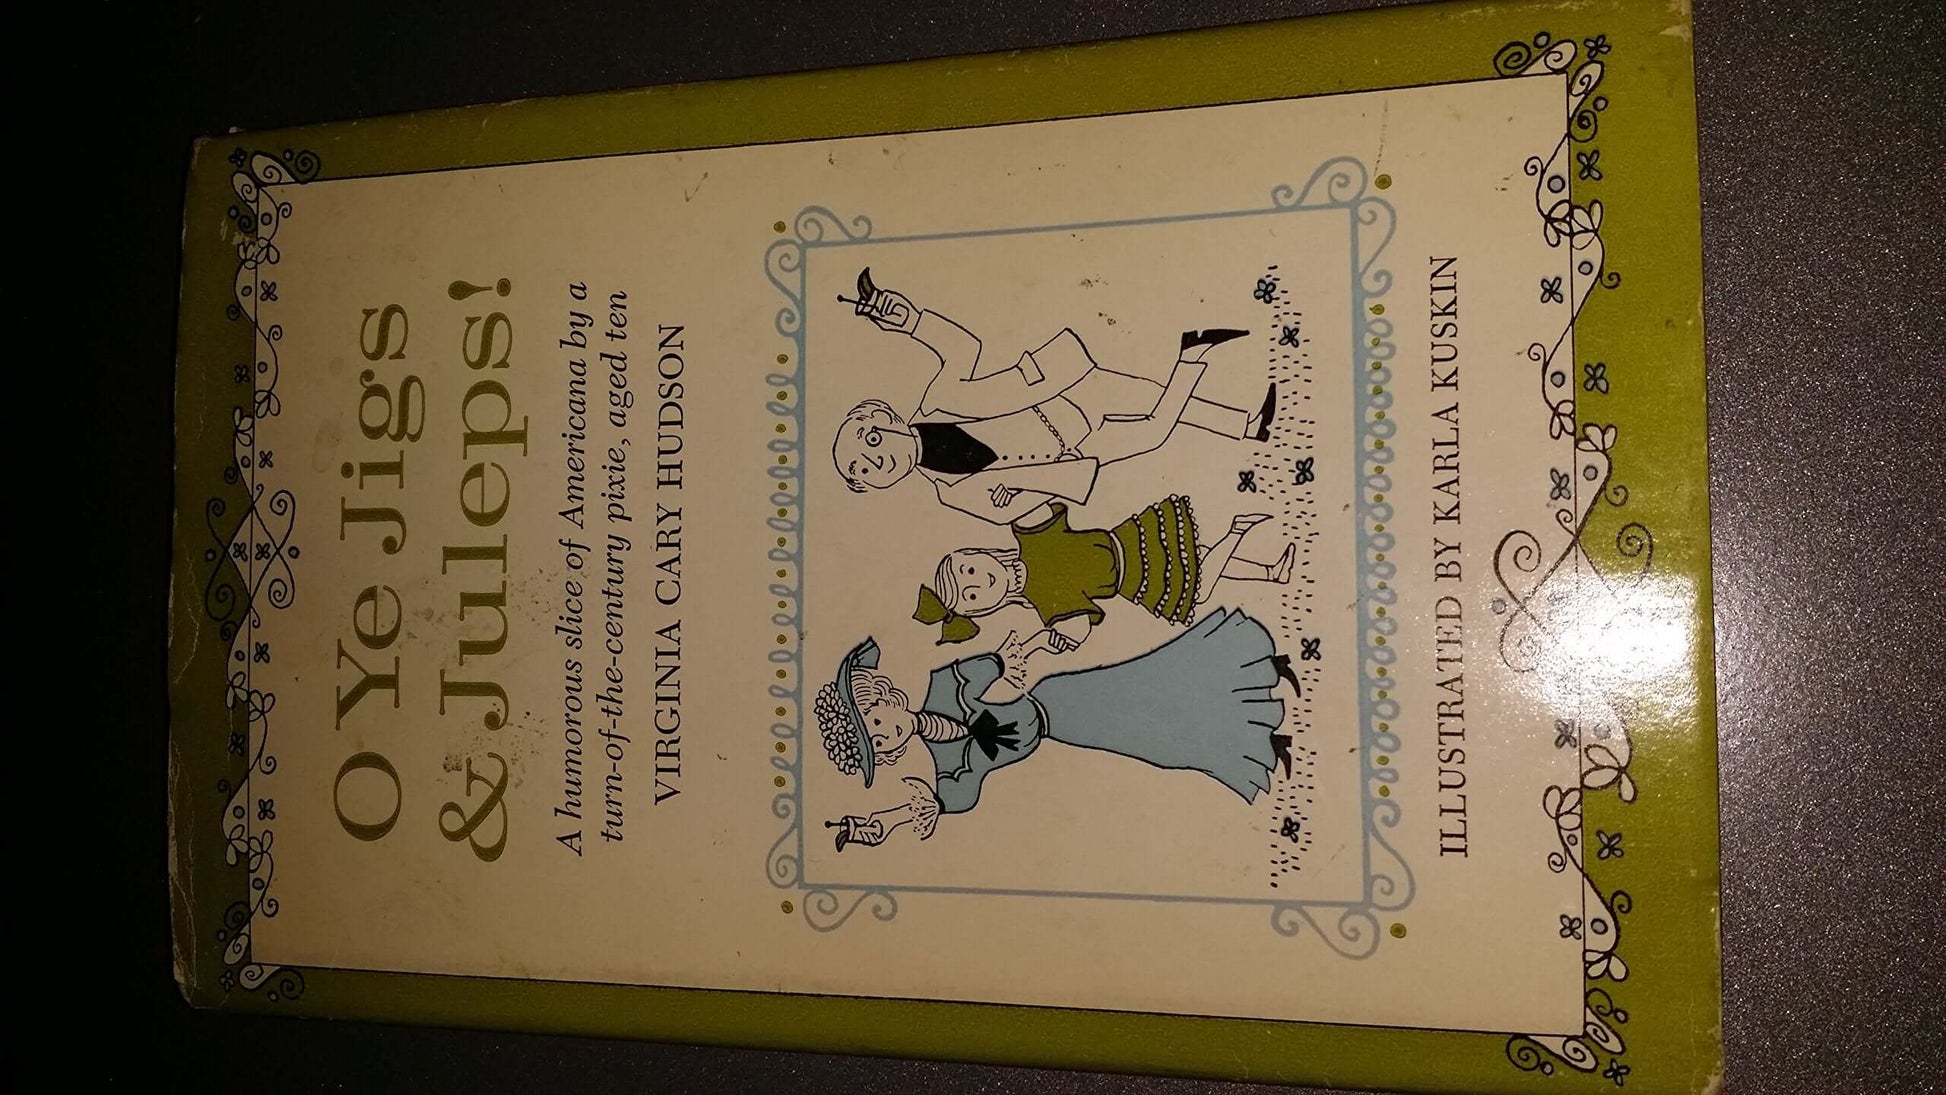 O Ye Jigs
& Juleps!
A humorous slice of Americana by a
turn-of-the-century pixie, aged ten
VIRGINIA CARY HUDSON
ILLUSTRATED BY KARLA KUSKIN